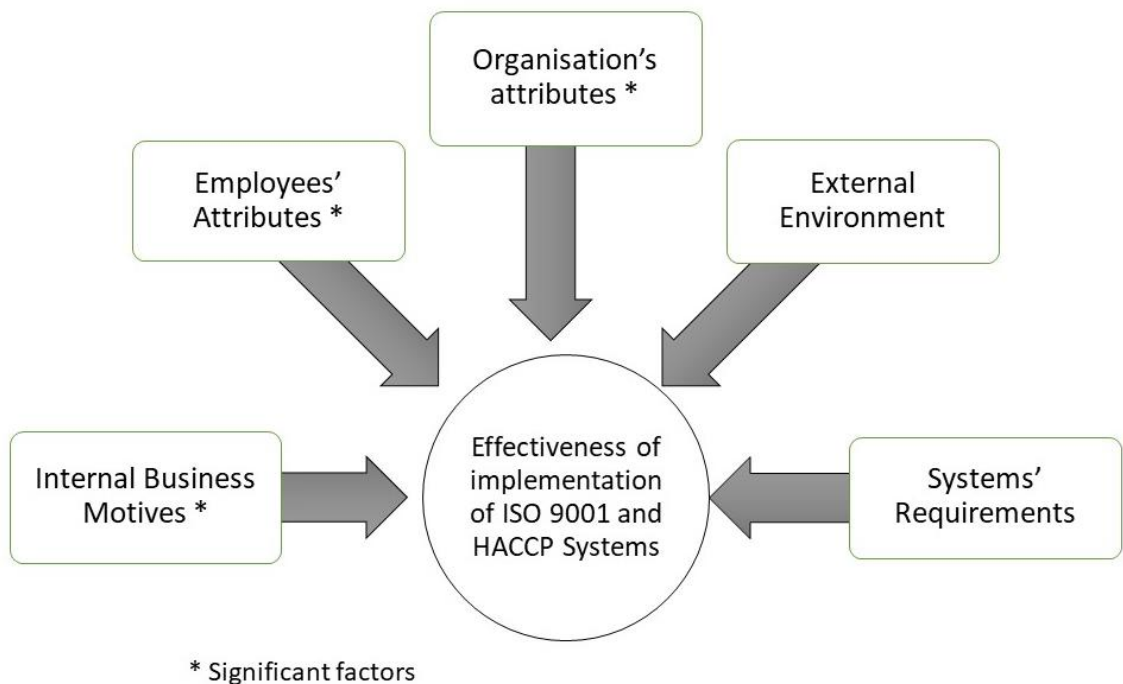 Organisation's
attributes *
Employees'
Attributes *
External
Environment
Internal Business
Motives *
Effectiveness of
implementation
of ISO 9001 and
HACCP Systems
Systems'
Requirements
* Significant factors